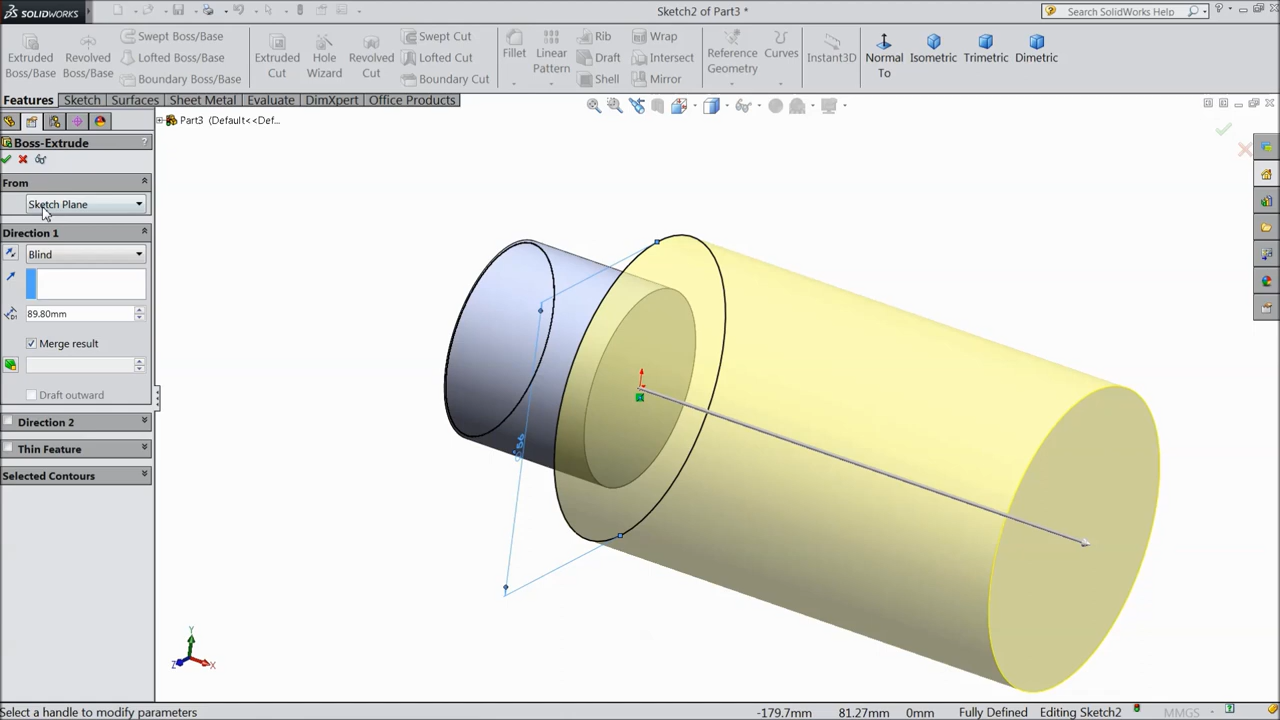 SOLIDWORKS
Sketch2 of Part3 *
Search SolidWorks Help
Extruded Boss/Base
Revolved Boss/Base
Swept Boss/Base
Lofted Boss/Base
Boundary Boss/Base
Extruded Cut
Hole Wizard
Revolved Cut
Swept Cut
Lofted Cut
Boundary Cut
Fillet
Linear Pattern
Rib
Draft
Shell
Wrap
Intersect
Mirror
Reference Geometry
Curves
Instant3D
Normal To
Isometric
Trimetric
Dimetric
Features
Sketch
Surfaces
Sheet Metal
Evaluate
DimXpert
Office Products
Part3 (Default<<Def...
Boss-Extrude
?
From
Sketch Plane
Direction 1
Blind
89.80mm
Merge result
Draft outward
Direction 2
Thin Feature
Selected Contours
Y
Z
X
Select a handle to modify parameters
-179.7mm
81.27mm
0mm
Fully Defined
Editing Sketch2
MMGS